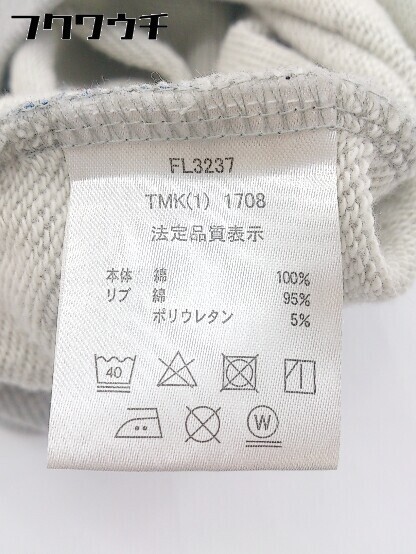 フクウチ
FL3237
TMK(1) 1708
法定品質表示
本体 綿 100%
リブ 綿 95%
ポリウレタン 5%
40
W